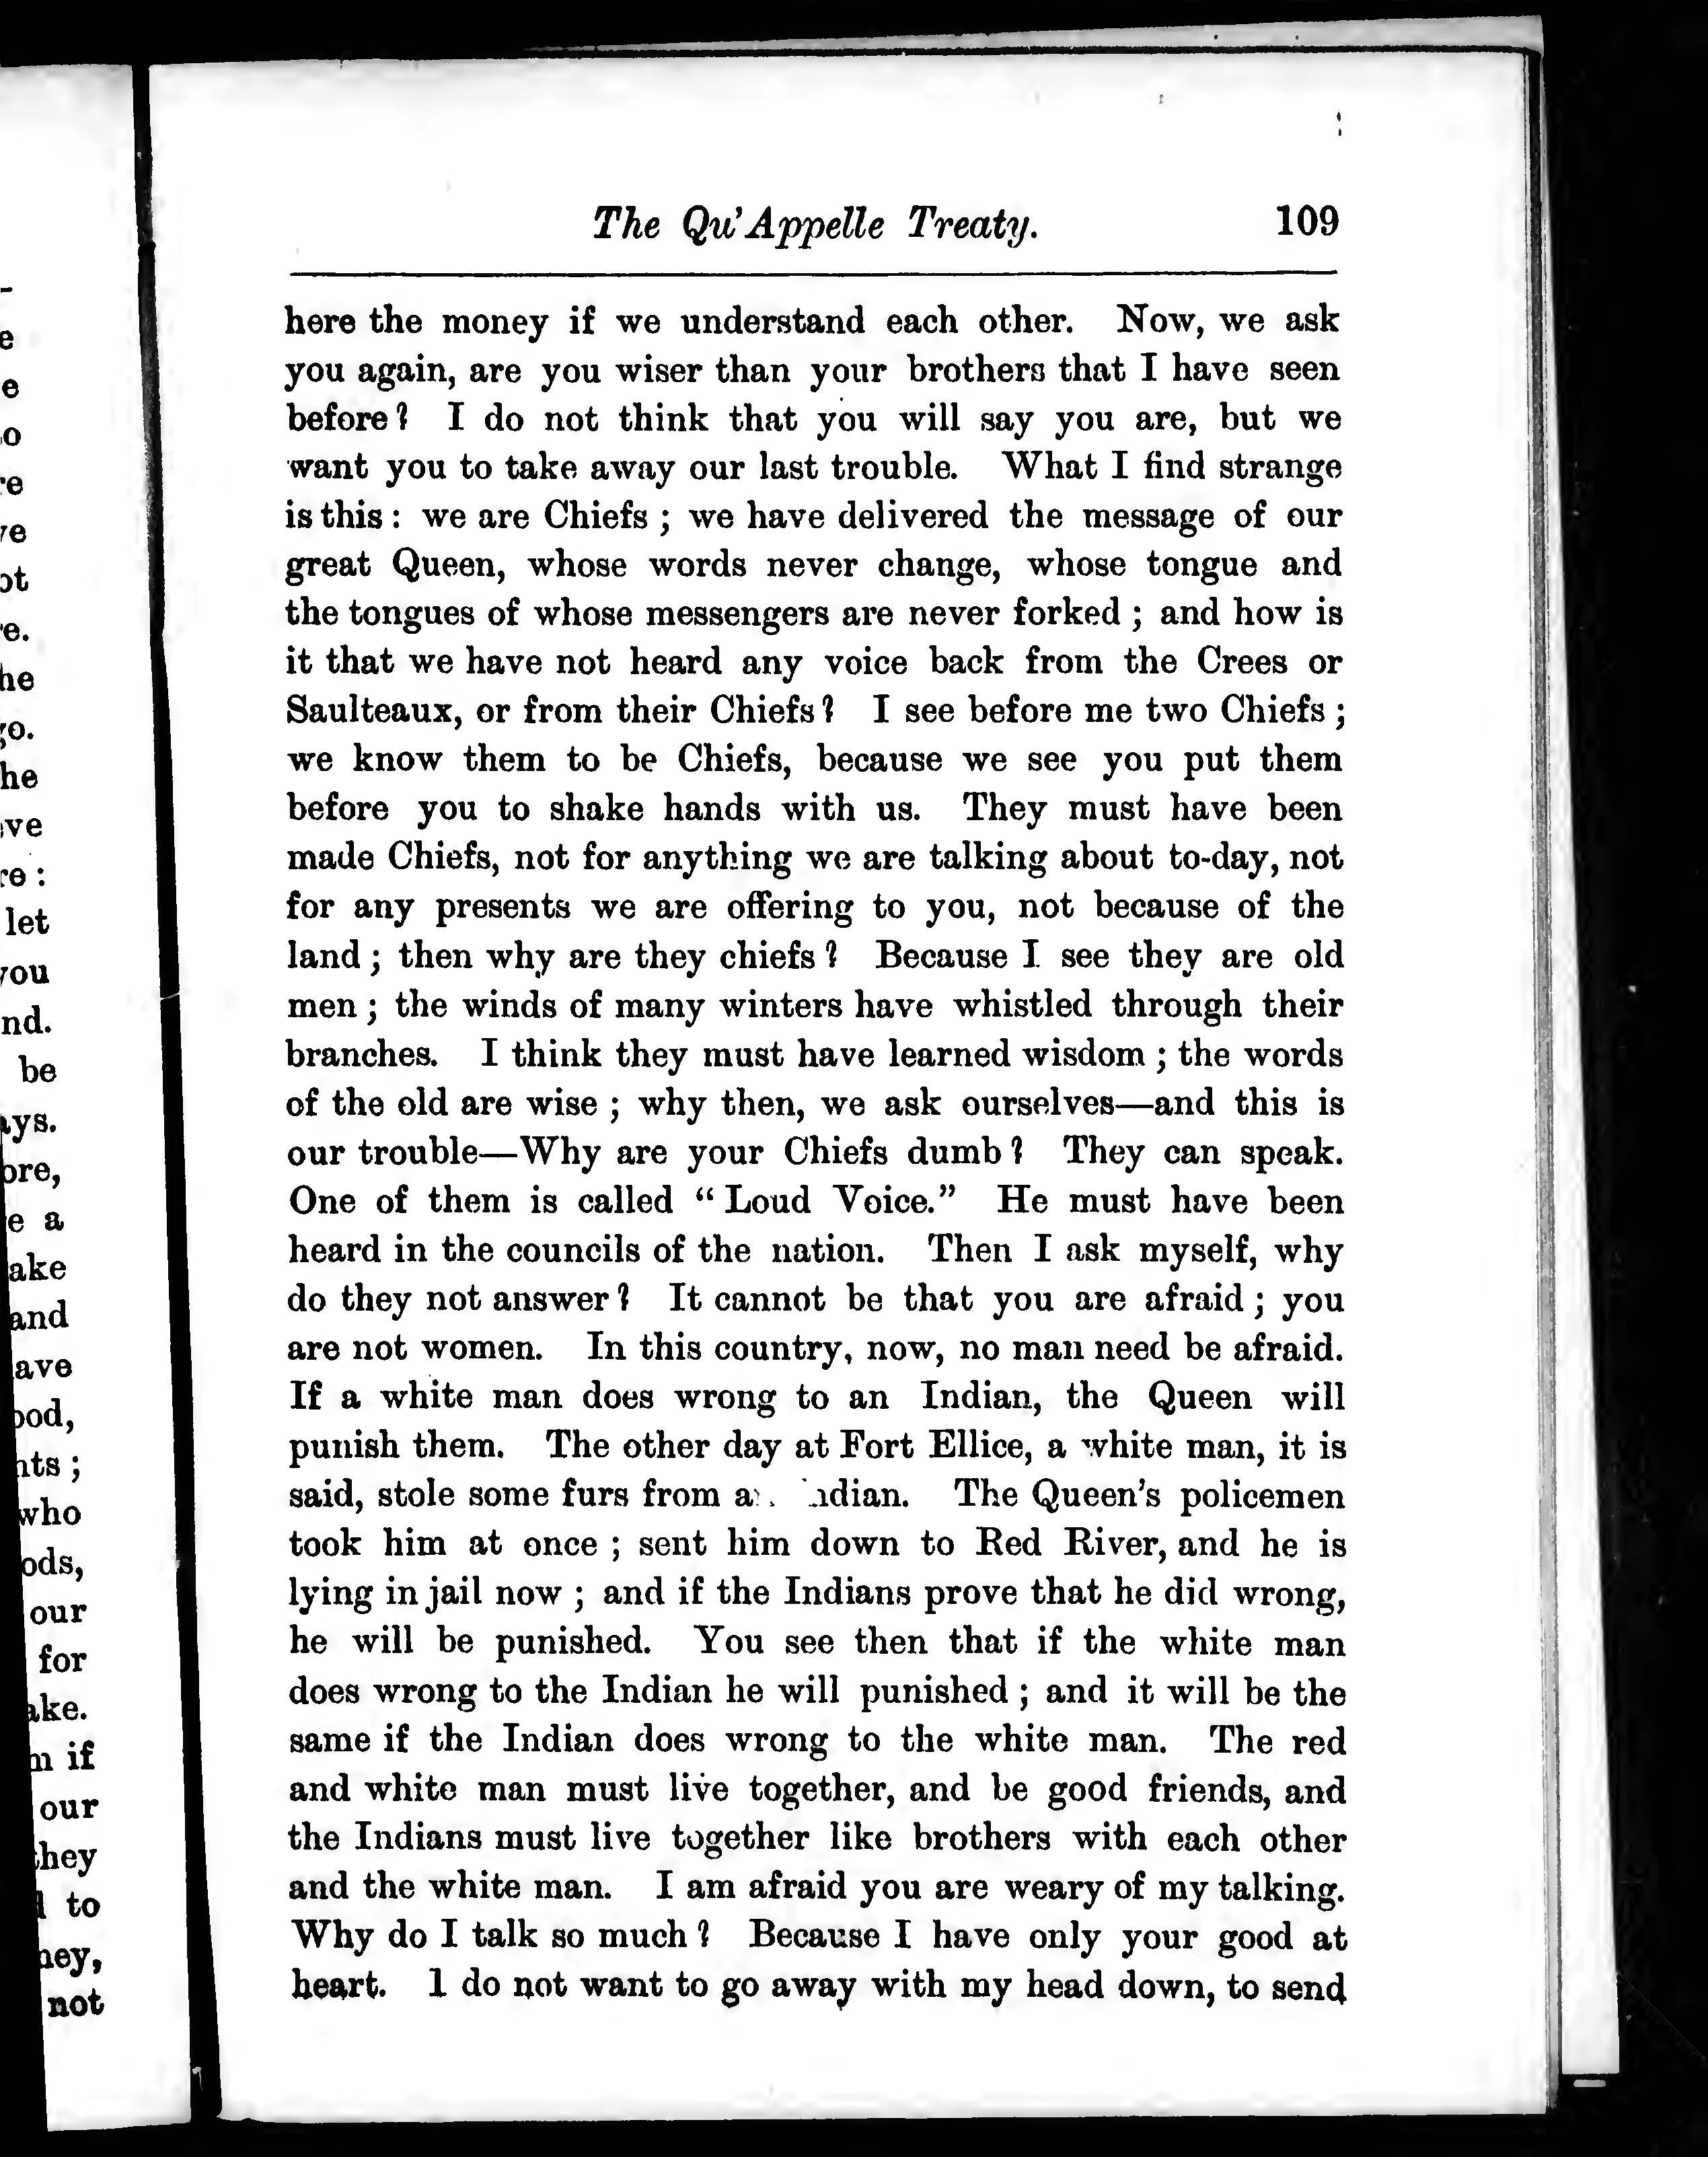 The Qu'Appelle Treaty. 109
here the money if we understand each other. Now, we ask
you again, are you wiser than your brothers that I have seen
before? I do not think that you will say you are, but we
want you to take away our last trouble. What I find strange
is this: we are Chiefs; we have delivered the message of our
great Queen, whose words never change, whose tongue and
the tongues of whose messengers are never forked; and how is
it that we have not heard any voice back from the Crees or
Saulteaux, or from their Chiefs? I see before me two Chiefs;
we know them to be Chiefs, because we see you put them
before you to shake hands with us. They must have been
made Chiefs, not for anything we are talking about to-day, not
for any presents we are offering to you, not because of the
land; then why are they chiefs? Because I see they are old
men; the winds of many winters have whistled through their
branches. I think they must have learned wisdom; the words
of the old are wise; why then, we ask ourselves—and this is
our trouble—Why are your Chiefs dumb? They can speak.
One of them is called "Loud Voice." He must have been
heard in the councils of the nation. Then I ask myself, why
do they not answer? It cannot be that you are afraid; you
are not women. In this country, now, no man need be afraid.
If a white man does wrong to an Indian, the Queen will
punish them. The other day at Fort Ellice, a white man, it is
said, stole some furs from The Queen's policemen
took him at once; sent him down to Red River, and he is
lying in jail now; and if the Indians prove that he did wrong,
he will be punished. You see then that if the white man
does wrong to the Indian he will punished; and it will be the
same if the Indian does wrong to the white man. The red
and white man must live together, and be good friends, and
the Indians must live together like brothers with each other
and the white man. I am afraid you are weary of my talking.
Why do I talk so much? Because I have only your good at
heart. I do not want to go away with my head down, to send
let
be
for
our
to
not